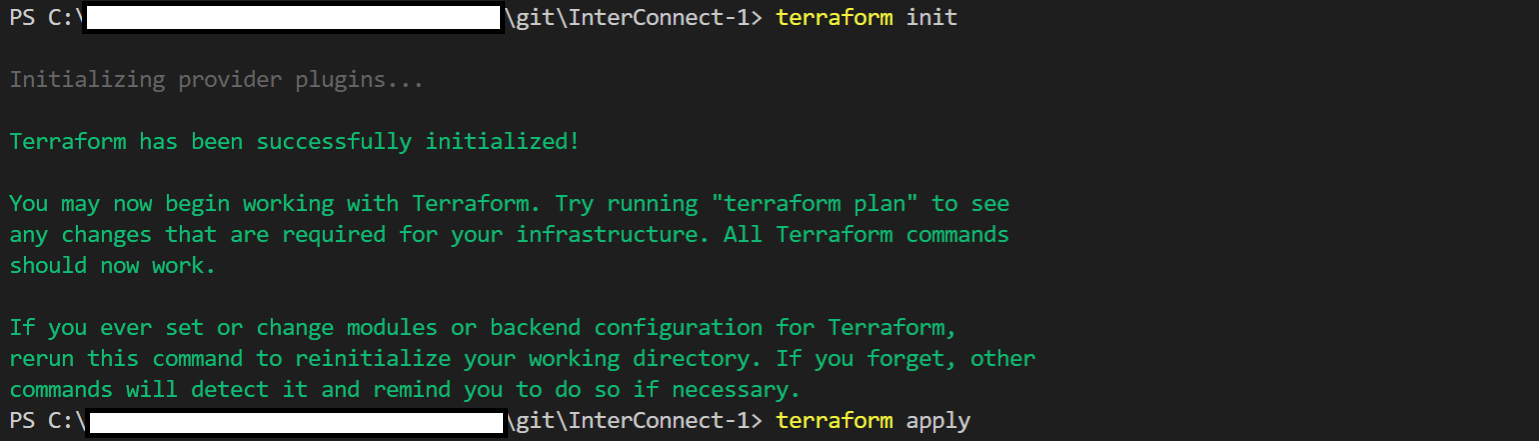 PS C:\ \git\InterConnect-1> terraform init
Initializing provider plugins...
Terraform has been successfully initialized!
You may now begin working with Terraform. Try running "terraform plan" to see
any changes that are required for your infrastructure. All Terraform commands
should now work.
If you ever set or change modules or backend configuration for Terraform,
rerun this command to reinitialize your working directory. If you forget, other
commands will detect it and remind you to do so if necessary.
PS C:\ \git\InterConnect-1> terraform apply